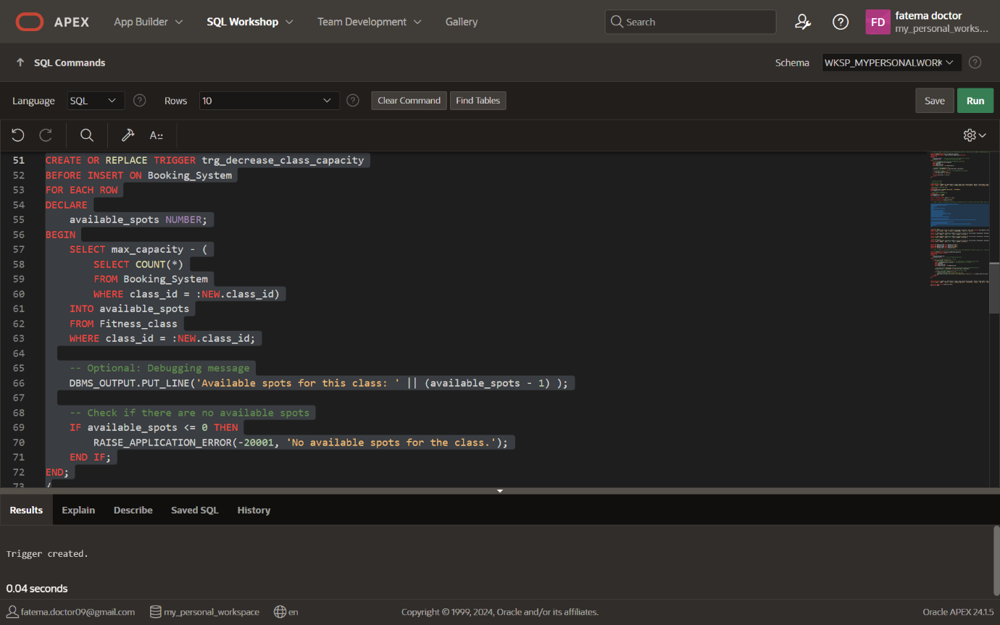 APEX App Builder SQL Workshop Team Development Gallery Search FD fatema doctor
my_personal_works...
SQL Commands Schema WKSP_MYPERSONALWORK
Language SQL Rows 10 Clear Command Find Tables Save Run
A::
51 CREATE OR REPLACE TRIGGER trg_decrease_class_capacity
52 BEFORE INSERT ON Booking_System
53 FOR EACH ROW
54 DECLARE
55 available_spots NUMBER;
56 BEGIN
57 SELECT max_capacity - (
58 SELECT COUNT(*)
59 FROM Booking_System
60 WHERE class_id = :NEW.class_id)
61 INTO available_spots
62 FROM Fitness_class
63 WHERE class_id = :NEW.class_id;
64
65 -- Optional: Debugging message
66 DBMS_OUTPUT.PUT_LINE('Available spots for this class: ' || (available_spots - 1) );
67
68 -- Check if there are no available spots
69 IF available_spots <= 0 THEN
70 RAISE_APPLICATION_ERROR(-20001, 'No available spots for the class.');
71 END IF;
72 END;
73 /
Results Explain Describe Saved SQL History
Trigger created.
0.04 seconds
fatema.doctor09@gmail.com my_personal_workspace en Copyright © 1999, 2024, Oracle and/or its affiliates. Oracle APEX 24.1.5